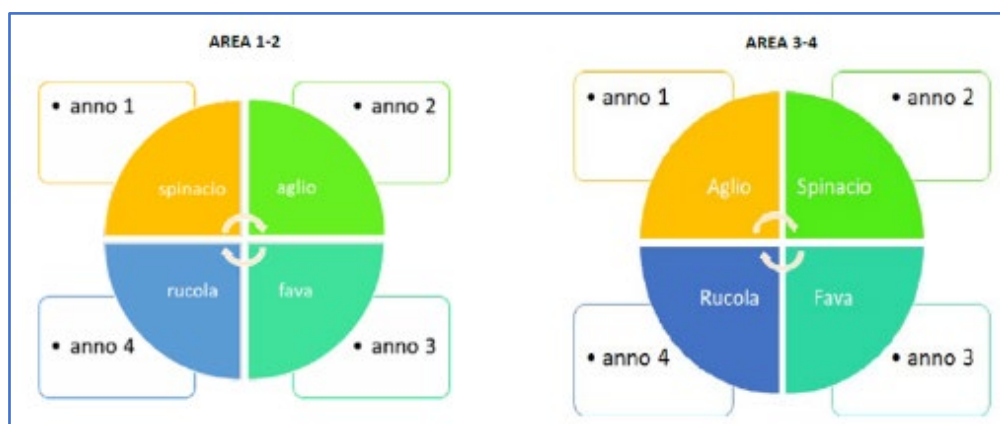 AREA 1-2
• anno 1
• anno 2
spinacio
aglio
rucola
fava
• anno 4
• anno 3
AREA 3-4
• anno 1
• anno 2
Aglio
Spinacio
Rucola
Fava
• anno 4
• anno 3